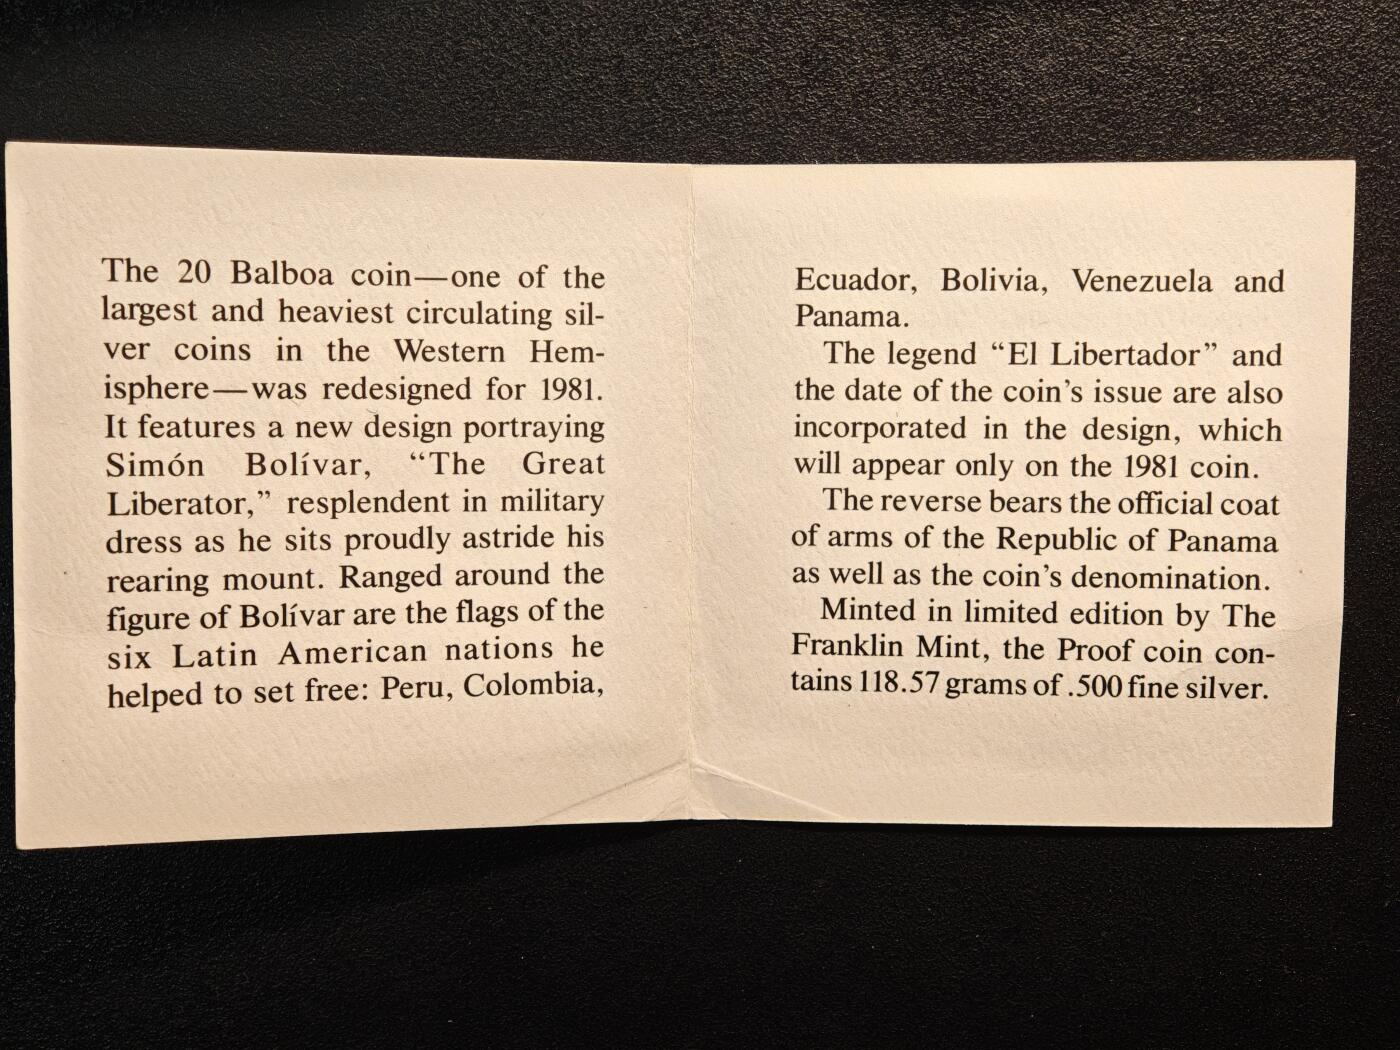 The 20 Balboa coin—one of the
largest and heaviest circulating sil-
ver coins in the Western Hem-
isphere—was redesigned for 1981.
It features a new design portraying
Simón Bolívar, “The Great
Liberator,” resplendent in military
dress as he sits proudly astride his
rearing mount. Ranged around the
figure of Bolívar are the flags of the
six Latin American nations he
helped to set free: Peru, Colombia,
Ecuador, Bolivia, Venezuela and
Panama.
The legend “El Libertador” and
the date of the coin’s issue are also
incorporated in the design, which
will appear only on the 1981 coin.
The reverse bears the official coat
of arms of the Republic of Panama
as well as the coin’s denomination.
Minted in limited edition by The
Franklin Mint, the Proof coin con-
tains 118.57 grams of .500 fine silver.